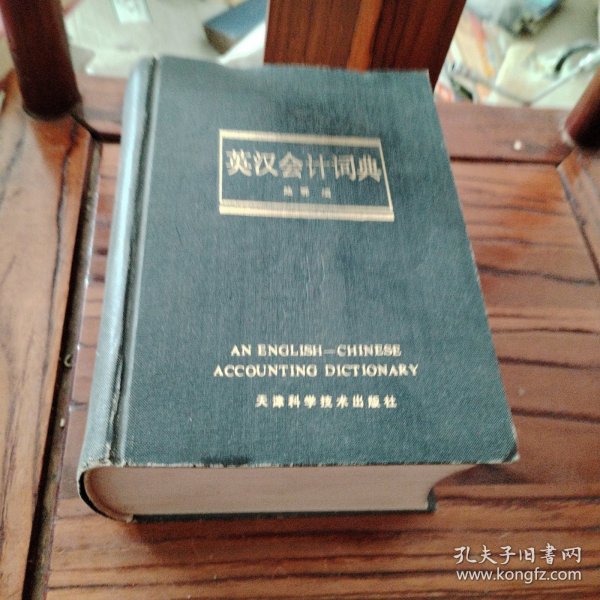 英汉会计词典
编
AN ENGLISH—CHINESE
ACCOUNTING DICTIONARY
天津科学技术出版社
孔夫子旧书网
www.kongfz.com